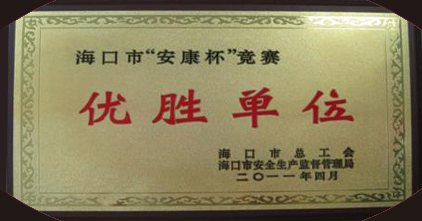 海口市“安康杯”竞赛
优胜单位
海口市总工会
海口市安全生产监督管理局
二〇一一年四月